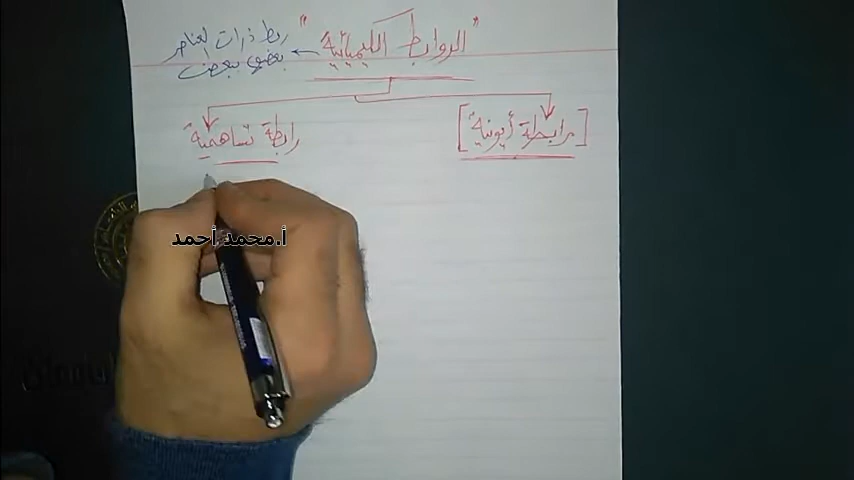 "الروابط الكيميائية" ← ربط ذرات العناصر
بعضها ببعض
[رابطة أيونية]
رابطة تساهمية
أ.محمد أحمد